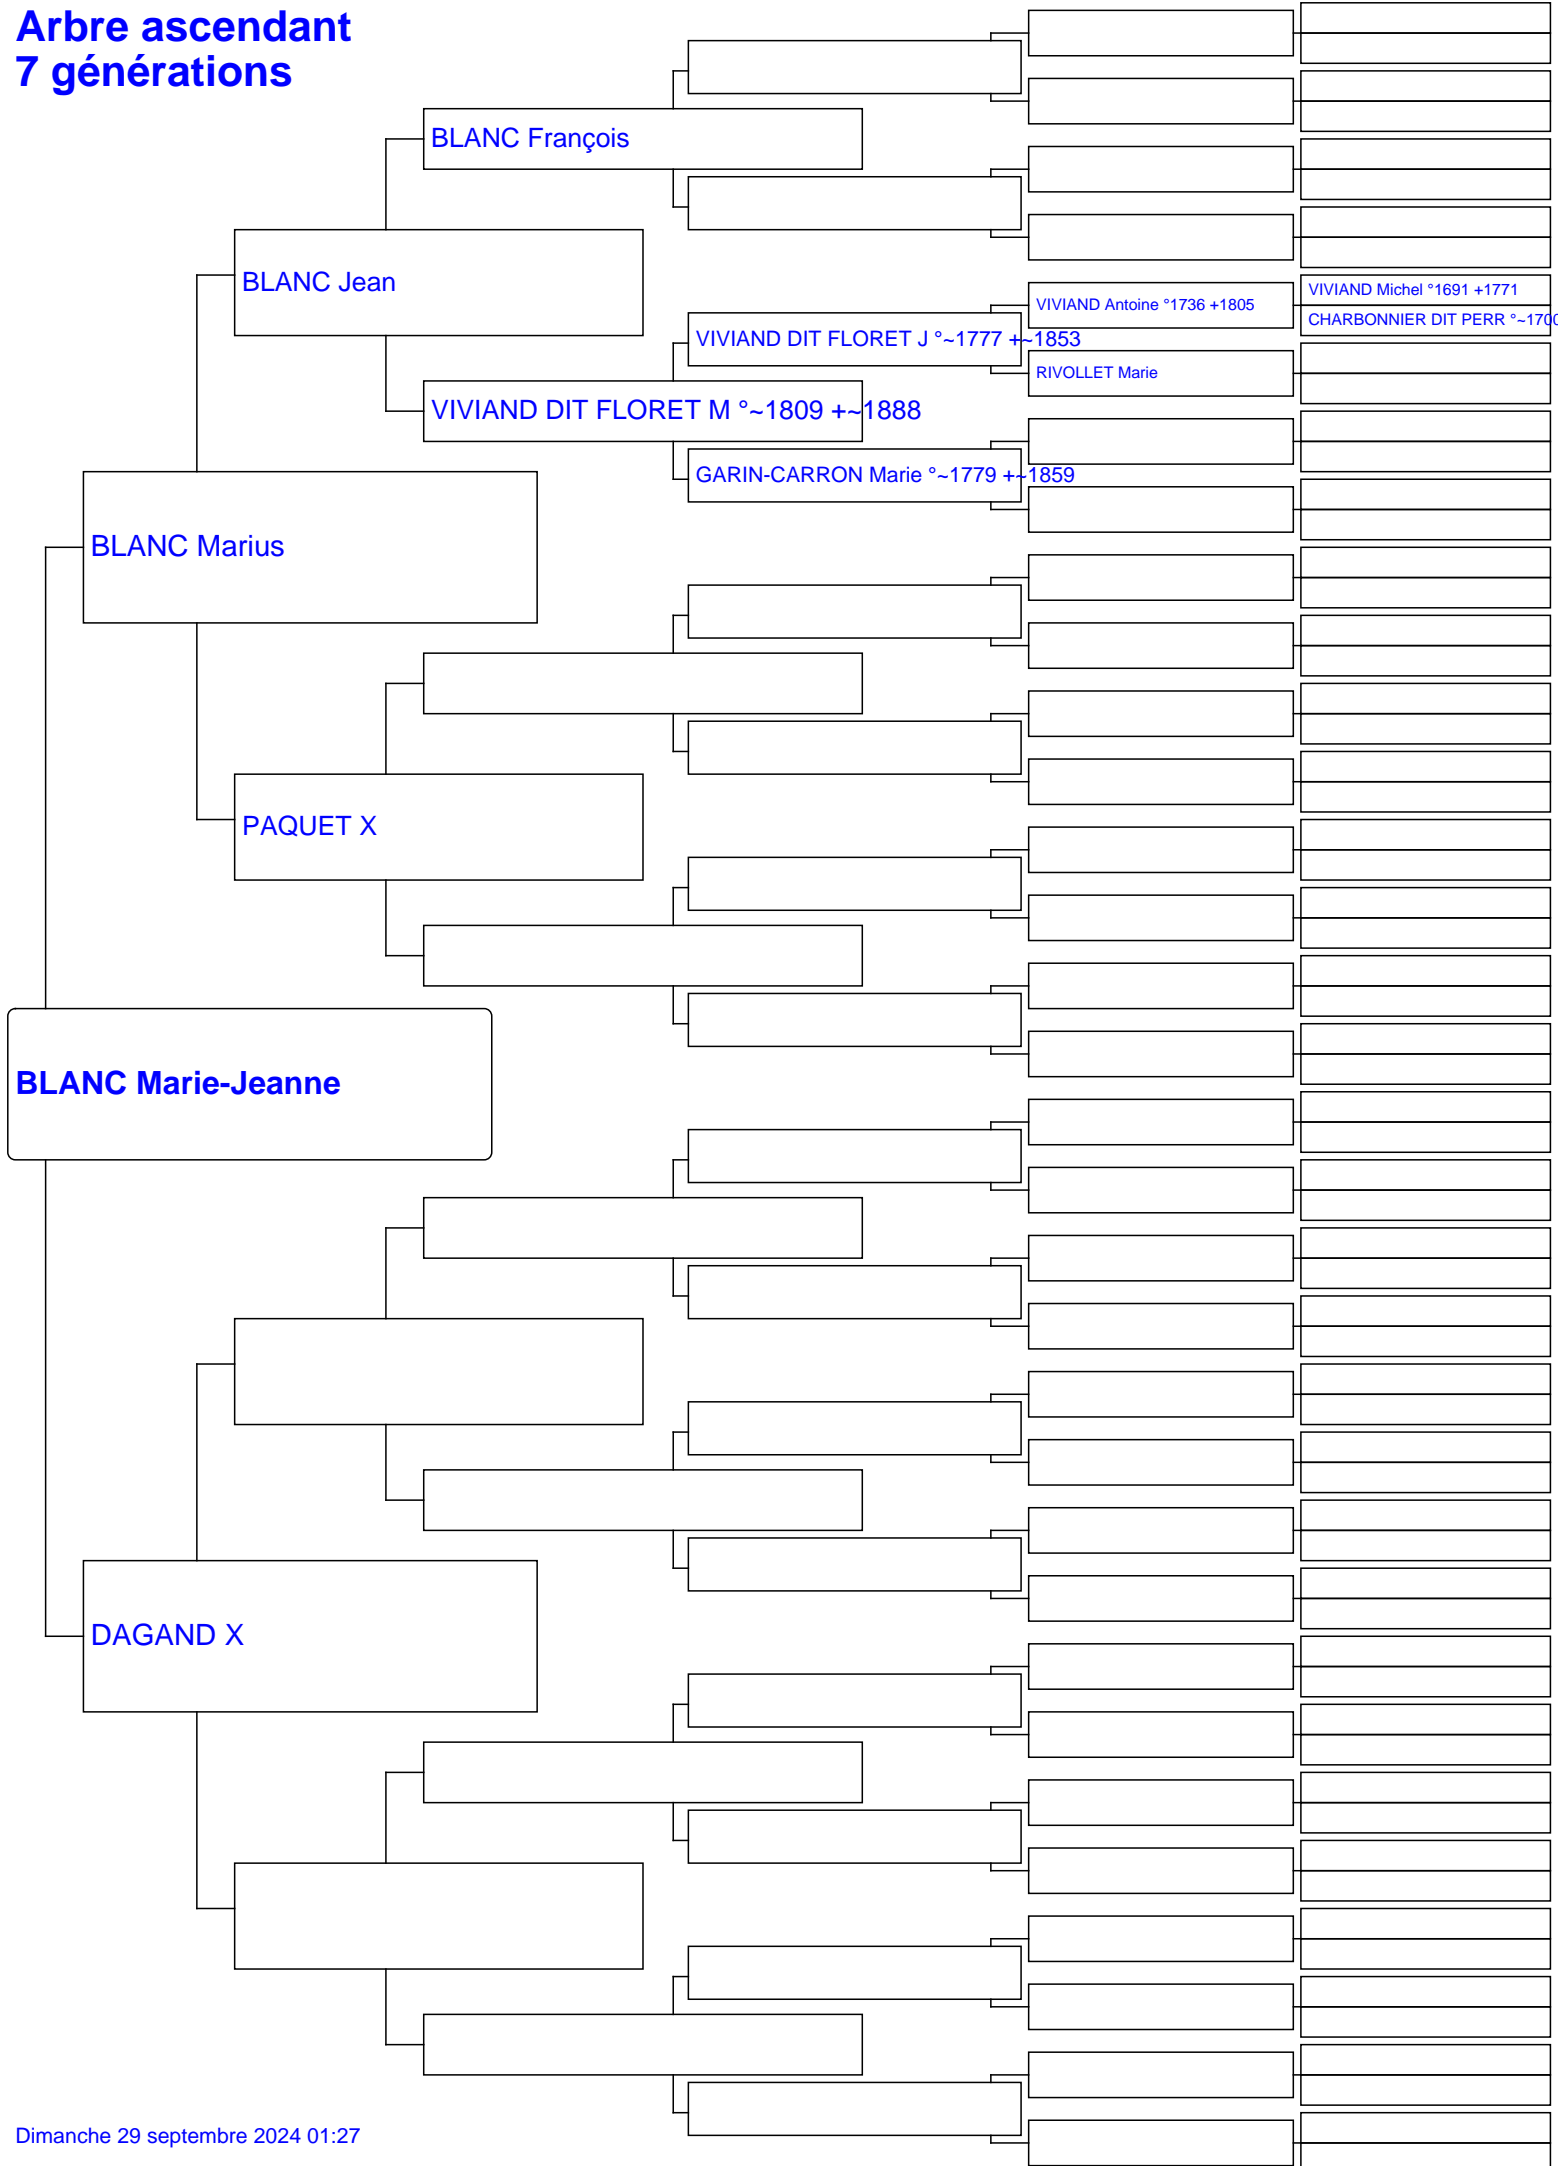 Arbre ascendant
7 générations
BLANC François
BLANC Jean
VIVIAND Antoine °1736 +1805
VIVIAND Michel °1691 +1771
CHARBONNIER DIT PERR °~1700
VIVIAND DIT FLORET J °~1777 +~1853
RIVOLLET Marie
VIVIAND DIT FLORET M °~1809 +~1888
GARIN-CARRON Marie °~1779 +~1859
BLANC Marius
PAQUET X
BLANC Marie-Jeanne
DAGAND X
Dimanche 29 septembre 2024 01:27